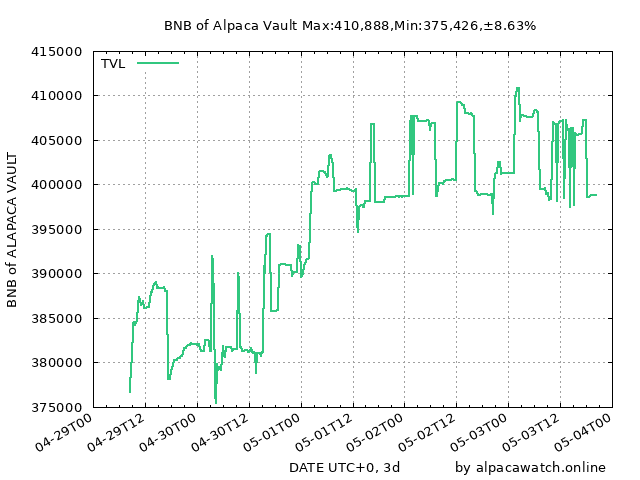 BNB of Alpaca Vault Max:410,888,Min:375,426,±8.63%
TVL
415000
410000
405000
400000
395000
390000
385000
380000
375000
BNB of ALAPACA VAULT
04-29T00
04-29T12
04-30T00
04-30T12
05-01T00
05-01T12
05-02T00
05-02T12
05-03T00
05-03T12
05-04T00
DATE UTC+0, 3d
by alpacawatch.online